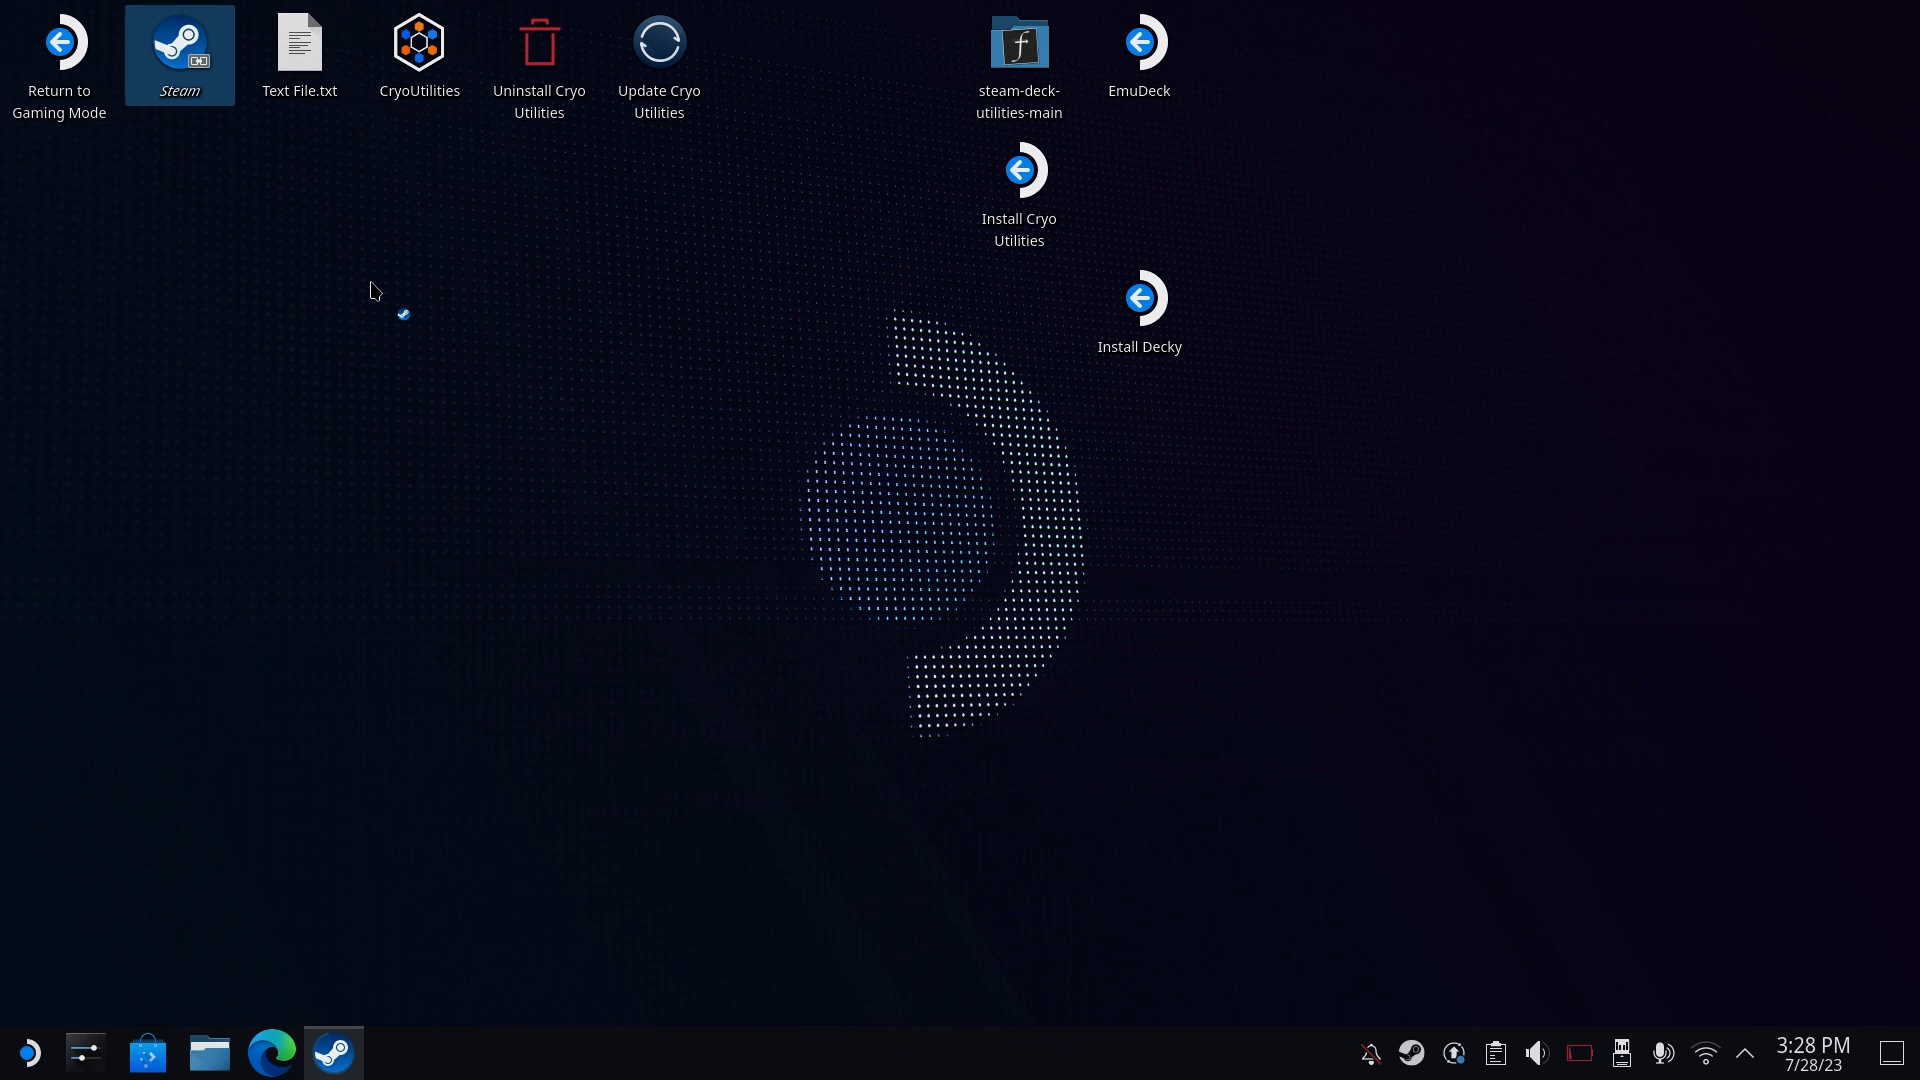 Return to
Gaming Mode
Steam
Text File.txt
CryoUtilities
Uninstall Cryo
Utilities
Update Cryo
Utilities
steam-deck-
utilities-main
EmuDeck
Install Cryo
Utilities
Install Decky
3:28 PM
7/28/23